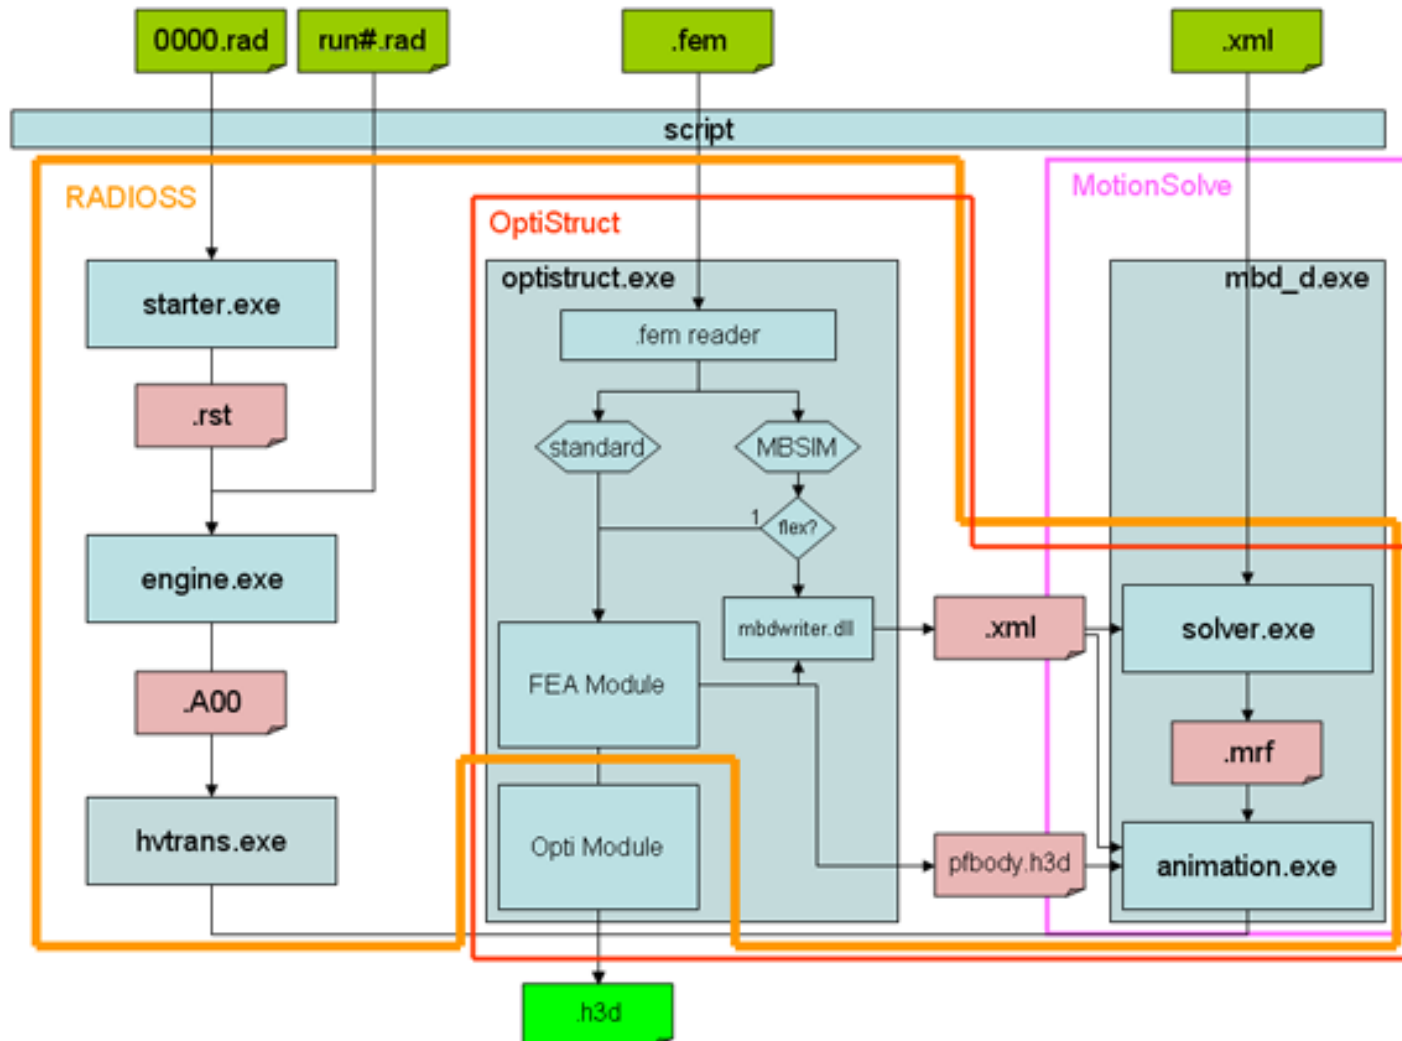 0000.rad
run#.rad
.fem
.xml
script
RADIOSS
MotionSolve
OptiStruct
optistruct.exe
mbd_d.exe
starter.exe
.fem reader
.rst
standard
MBSIM
1
flex?
engine.exe
mbdwriter.dll
.xml
solver.exe
FEA Module
.A00
.mrf
hvtrans.exe
Opti Module
pfbody.h3d
animation.exe
.h3d